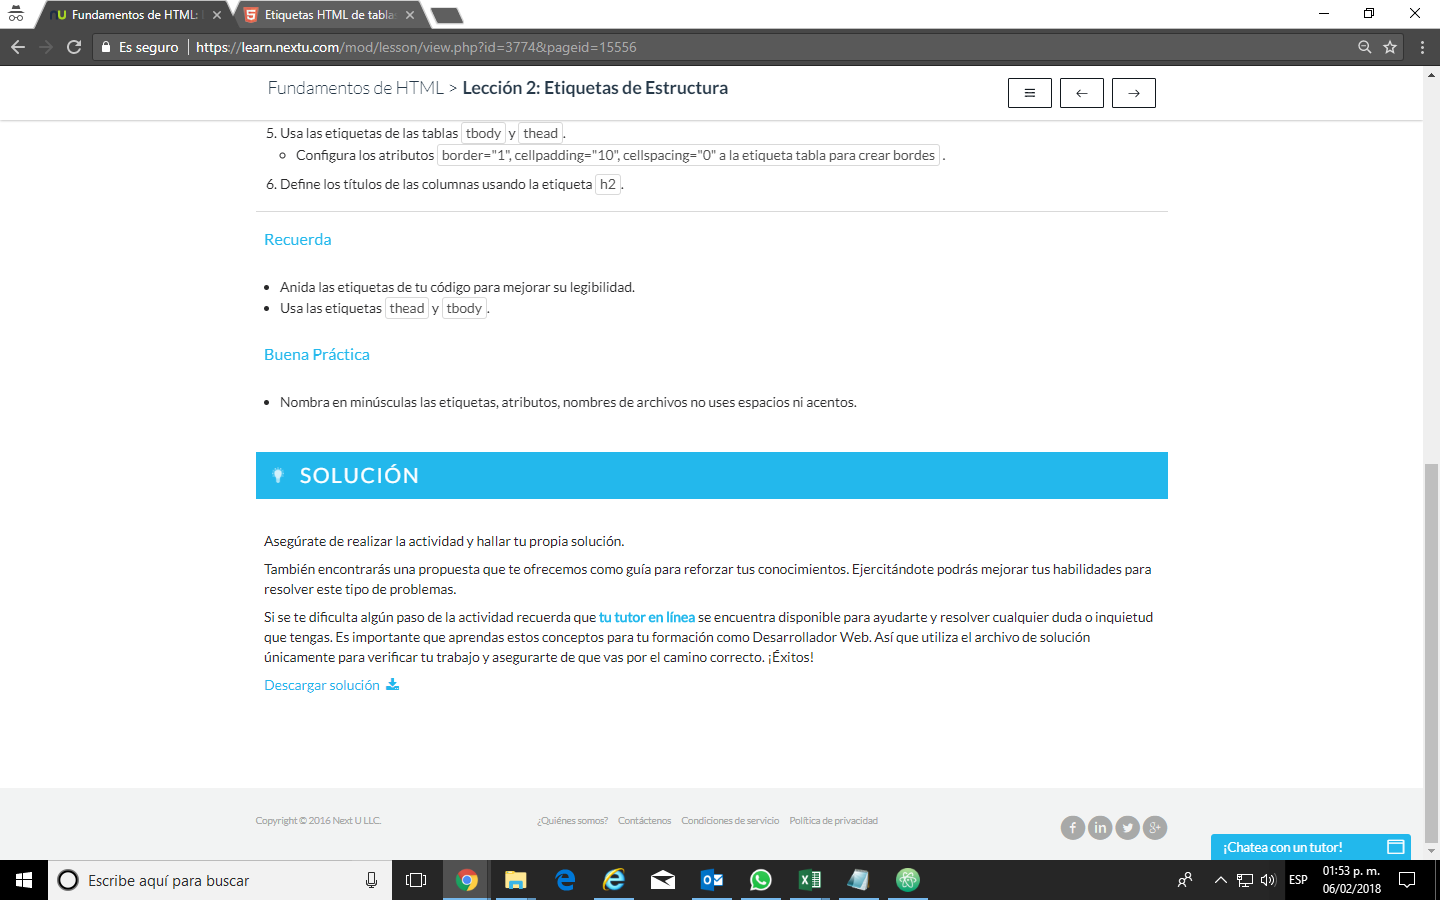 Fundamentos de HTML:
Etiquetas HTML de tablas
Es seguro
https://learn.nextu.com/mod/lesson/view.php?id=3774&pageid=15556
Fundamentos de HTML > Lección 2: Etiquetas de Estructura
5. Usa las etiquetas de las tablas tbody y thead.
Configura los atributos border="1", cellpadding="10", cellspacing="0" a la etiqueta tabla para crear bordes .
6. Define los títulos de las columnas usando la etiqueta h2.
Recuerda
Anida las etiquetas de tu código para mejorar su legibilidad.
Usa las etiquetas thead y tbody.
Buena Práctica
Nombra en minúsculas las etiquetas, atributos, nombres de archivos no uses espacios ni acentos.
SOLUCIÓN
Asegúrate de realizar la actividad y hallar tu propia solución.
También encontrarás una propuesta que te ofrecemos como guía para reforzar tus conocimientos. Ejercitándote podrás mejorar tus habilidades para
resolver este tipo de problemas.
Si se te dificulta algún paso de la actividad recuerda que tu tutor en línea se encuentra disponible para ayudarte y resolver cualquier duda o inquietud
que tengas. Es importante que aprendas estos conceptos para tu formación como Desarrollador Web. Así que utiliza el archivo de solución
únicamente para verificar tu trabajo y asegurarte de que vas por el camino correcto. ¡Éxitos!
Descargar solución
Copyright © 2016 Next U LLC.
¿Quiénes somos? Contáctenos Condiciones de servicio Política de privacidad
¡Chatea con un tutor!
Escribe aquí para buscar
ESP
01:53 p. m.
06/02/2018